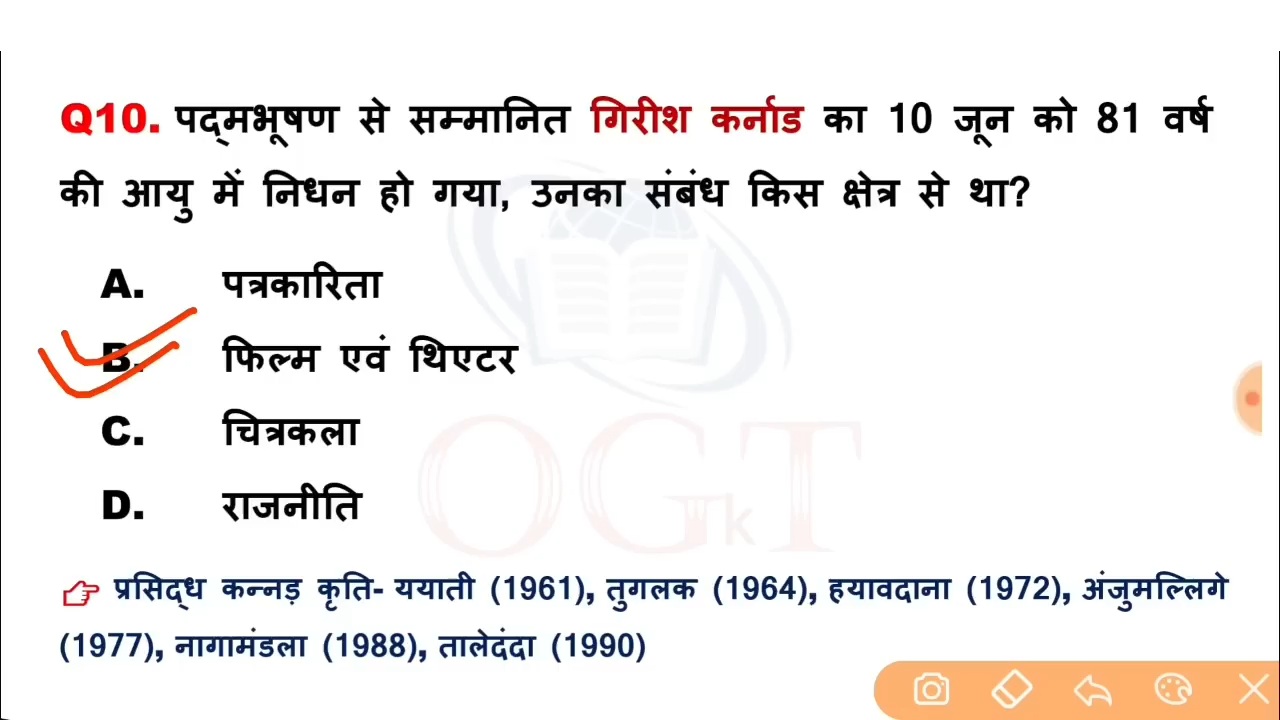 Q10. पद्मभूषण से सम्मानित गिरीश कर्नाड का 10 जून को 81 वर्ष
की आयु में निधन हो गया, उनका संबंध किस क्षेत्र से था?
A. पत्रकारिता
B. फिल्म एवं थिएटर
C. चित्रकला
D. राजनीति
OGT
k
प्रसिद्ध कन्नड़ कृति- ययाती (1961), तुगलक (1964), हयावदाना (1972), अंजुमल्लिगे
(1977), नागामंडला (1988), तालेदंदा (1990)